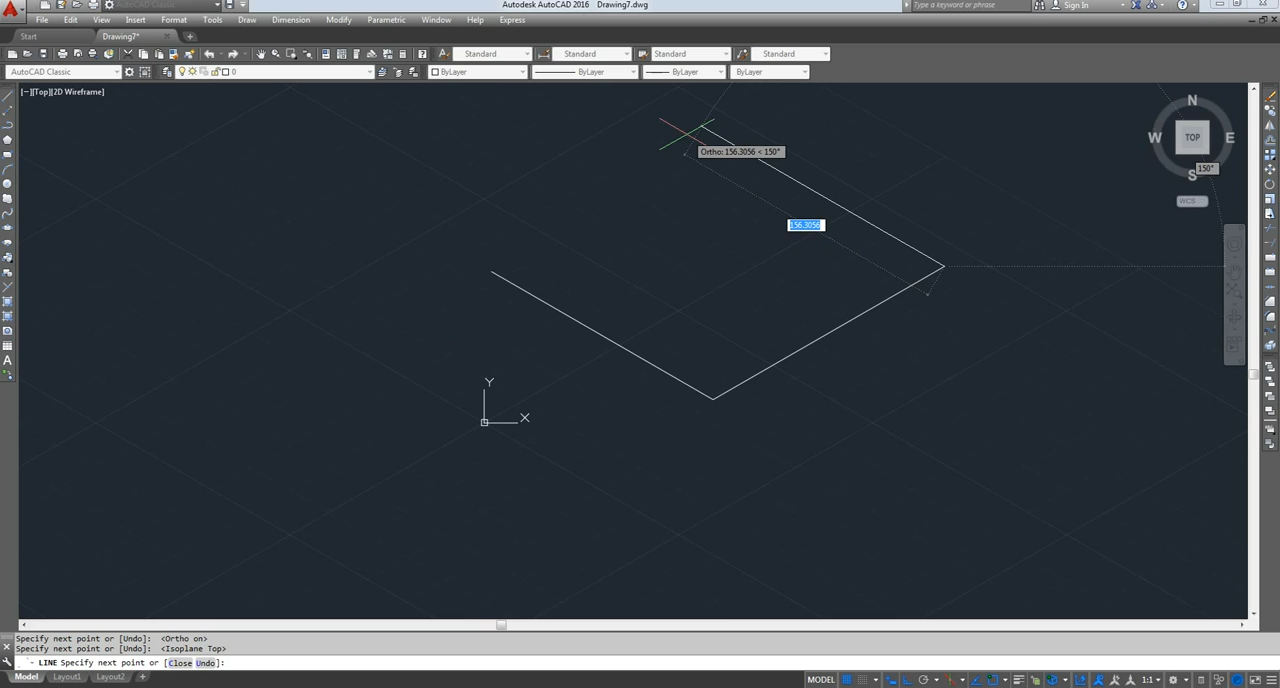 AutoCAD Classic
Autodesk AutoCAD 2016 Drawing7.dwg
Type a keyword or phrase
Sign In
Edit View Insert Format Tools Draw Dimension Modify Parametric Window Help Express
Start Drawing7*
Standard Standard Standard Standard
AutoCAD Classic 0 ByLayer ByLayer ByLayer ByLayer
[−][Top][2D Wireframe]
N
W TOP E
S
150°
WCS
Ortho: 156.3056 < 150°
156.3056
Y
X
Specify next point or [Undo]: <Ortho on>
Specify next point or [Undo]: <Isoplane Top>
LINE Specify next point or [Close Undo]:
Model Layout1 Layout2 + MODEL 1:1